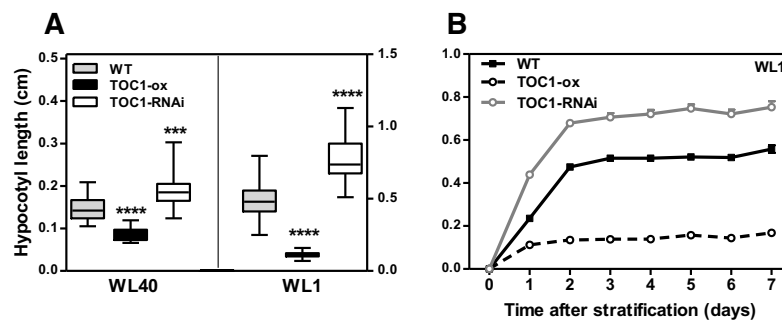 A
Hypocotyl length (cm)
0.5
0.4
0.3
0.2
0.1
0.0
WT
TOC1-ox
TOC1-RNAi
****
***
****
****
1.5
1.0
0.5
0.0
WL40
WL1
B
1.0
0.8
0.6
0.4
0.2
0.0
WT
TOC1-ox
TOC1-RNAi
WL1
0 1 2 3 4 5 6 7
Time after stratification (days)